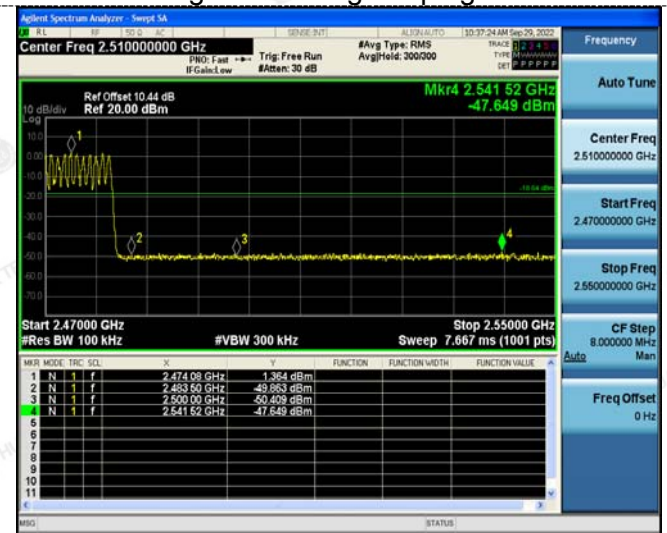 Agilent Spectrum Analyzer - Swept SA
RL RF 50 Ω AC SENSE:INT ALIGNAUTO 10:37:24 AM Sep 29, 2022
Center Freq 2.510000000 GHz
PNO: Fast
IFGain:Low
Trig: Free Run
#Atten: 30 dB
#Avg Type: RMS
Avg|Hold: 300/300
TRACE 1 2 3 4 5 6
TYPE
DET P P P P P P
Ref Offset 10.44 dB
10 dB/div Ref 20.00 dBm
Log
Mkr4 2.541 52 GHz
-47.649 dBm
10.0
0.00
-10.0
-20.0
-30.0
-40.0
-50.0
-60.0
-70.0
1
2
3
4
Start 2.47000 GHz
Stop 2.55000 GHz
#Res BW 100 kHz #VBW 300 kHz Sweep 7.667 ms (1001 pts)
MKR MODE TRC SCL X Y FUNCTION FUNCTION WIDTH FUNCTION VALUE
1 N 1 f 2.474 08 GHz 1.364 dBm
2 N 1 f 2.483 50 GHz -49.863 dBm
3 N 1 f 2.500 00 GHz -50.409 dBm
4 N 1 f 2.541 52 GHz -47.649 dBm
5
6
7
8
9
10
11
MSG STATUS
Frequency
Auto Tune
Center Freq
2.510000000 GHz
Start Freq
2.470000000 GHz
Stop Freq
2.550000000 GHz
CF Step
8.000000 MHz
Auto Man
Freq Offset
0 Hz